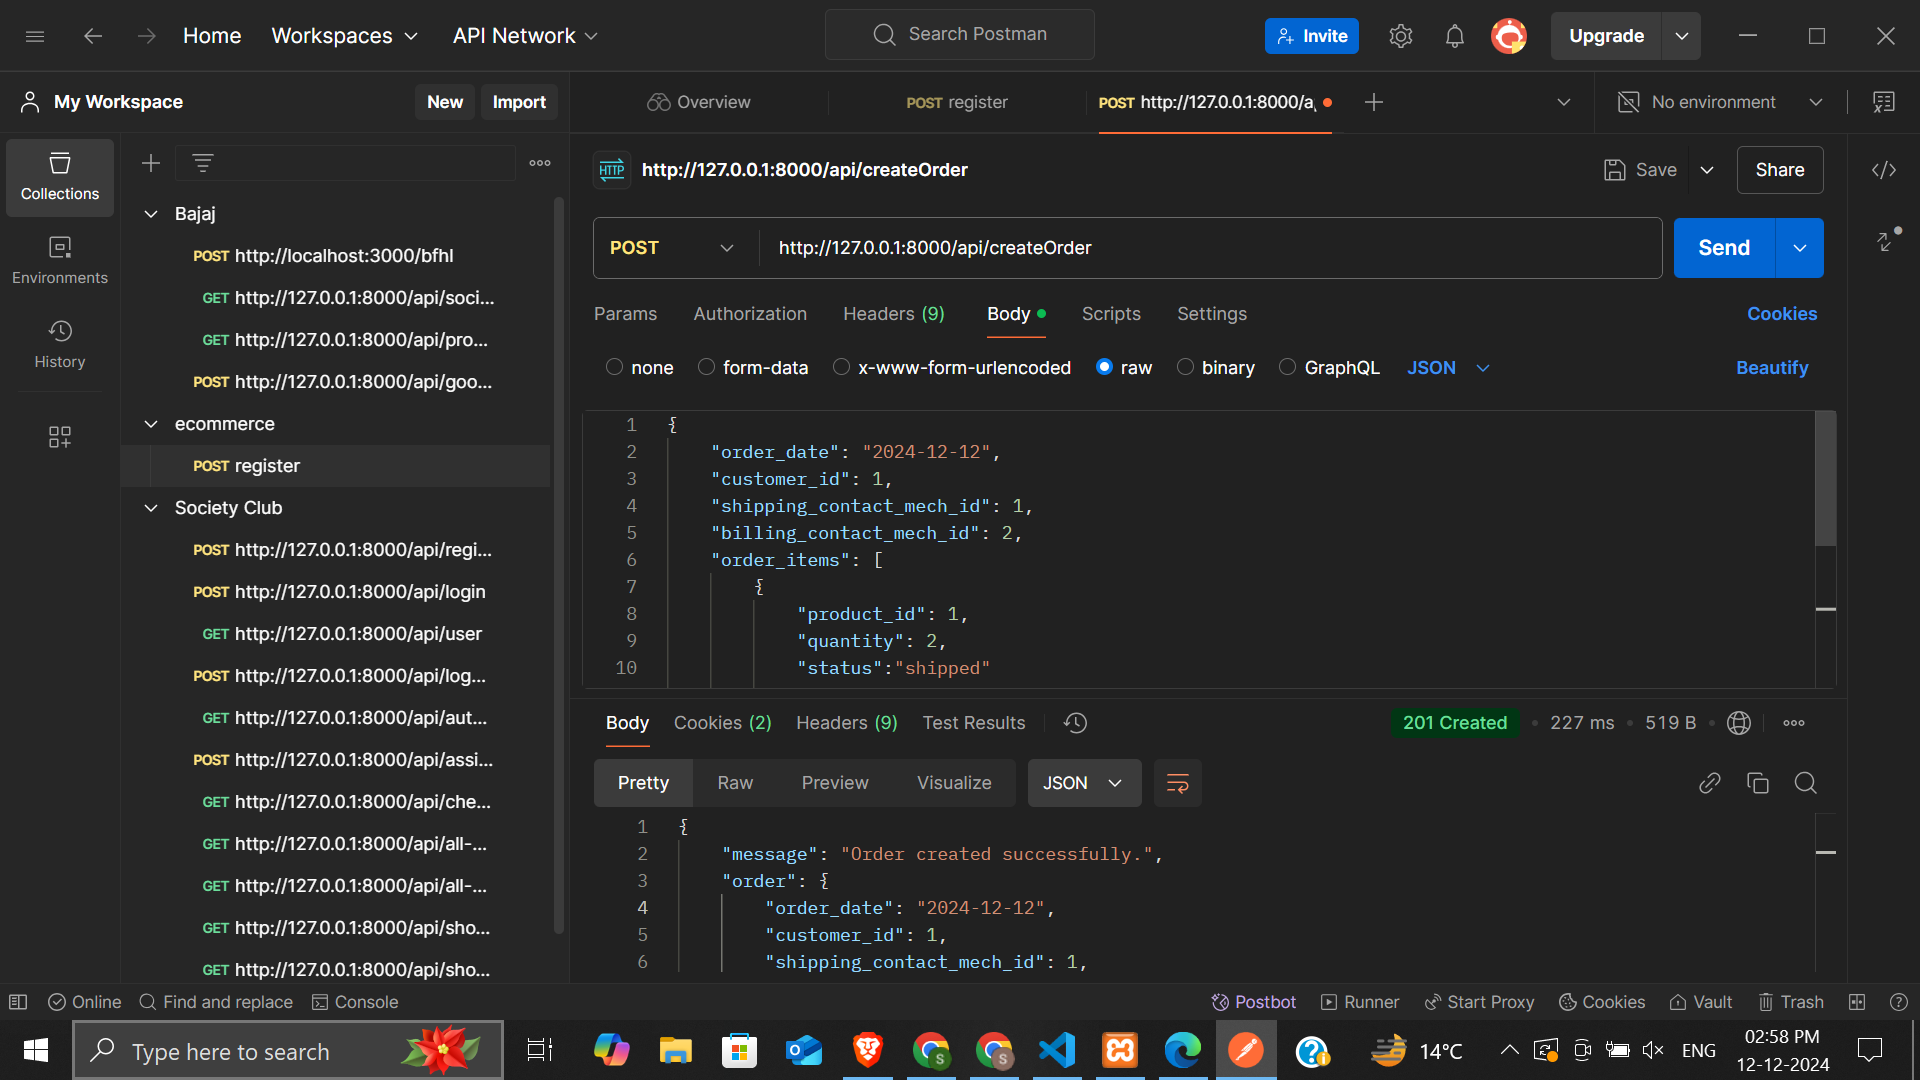 Home Workspaces API Network Search Postman Invite Upgrade
My Workspace New Import Overview POST register POST http://127.0.0.1:8000/a No environment
Collections
Environments
History
Bajaj
POST http://localhost:3000/bfhl
GET http://127.0.0.1:8000/api/soci...
GET http://127.0.0.1:8000/api/pro...
POST http://127.0.0.1:8000/api/goo...
ecommerce
POST register
Society Club
POST http://127.0.0.1:8000/api/regi...
POST http://127.0.0.1:8000/api/login
GET http://127.0.0.1:8000/api/user
POST http://127.0.0.1:8000/api/log...
GET http://127.0.0.1:8000/api/aut...
POST http://127.0.0.1:8000/api/assi...
GET http://127.0.0.1:8000/api/che...
GET http://127.0.0.1:8000/api/all-...
GET http://127.0.0.1:8000/api/all-...
GET http://127.0.0.1:8000/api/sho...
GET http://127.0.0.1:8000/api/sho...
HTTP http://127.0.0.1:8000/api/createOrder Save Share
POST http://127.0.0.1:8000/api/createOrder Send
Params Authorization Headers (9) Body Scripts Settings Cookies
none form-data x-www-form-urlencoded raw binary GraphQL JSON Beautify
1 {
2 "order_date": "2024-12-12",
3 "customer_id": 1,
4 "shipping_contact_mech_id": 1,
5 "billing_contact_mech_id": 2,
6 "order_items": [
7 {
8 "product_id": 1,
9 "quantity": 2,
10 "status":"shipped"
Body Cookies (2) Headers (9) Test Results 201 Created 227 ms 519 B
Pretty Raw Preview Visualize JSON
1 {
2 "message": "Order created successfully.",
3 "order": {
4 "order_date": "2024-12-12",
5 "customer_id": 1,
6 "shipping_contact_mech_id": 1,
Online Find and replace Console Postbot Runner Start Proxy Cookies Vault Trash
Type here to search 14°C ENG 02:58 PM
12-12-2024